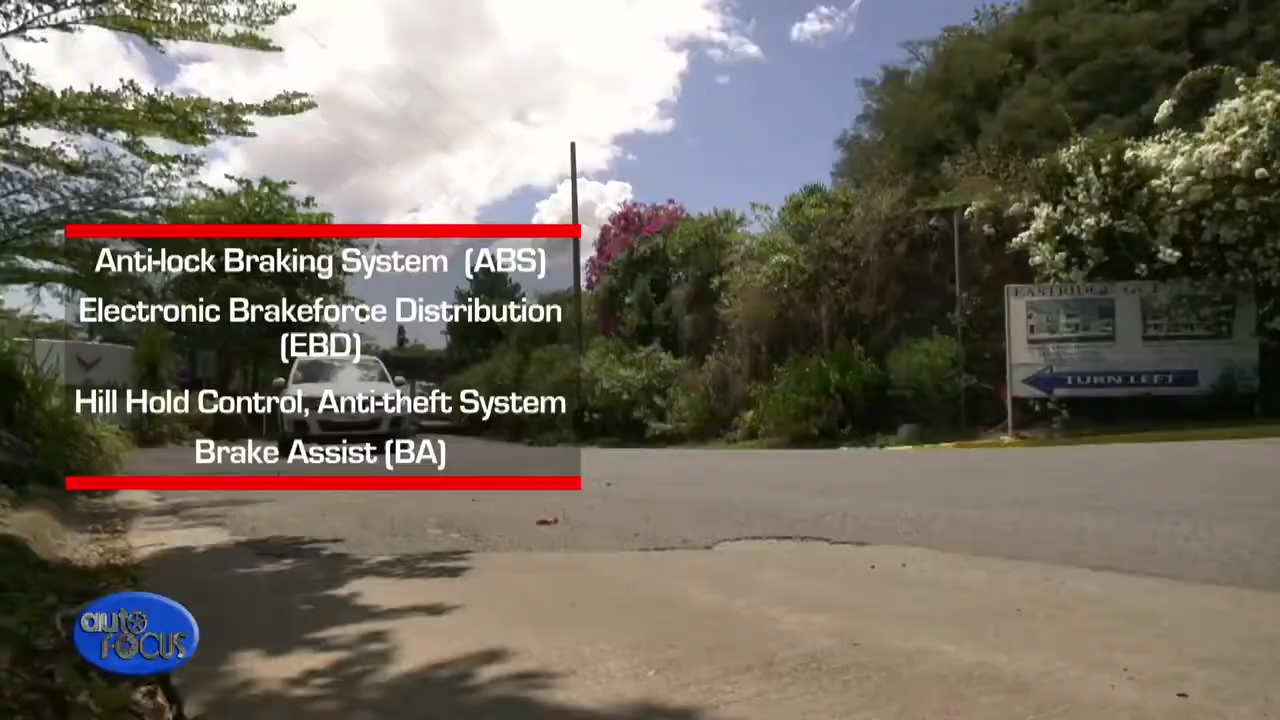 Anti-lock Braking System (ABS)
Electronic Brakeforce Distribution
(EBD)
Hill Hold Control, Anti-theft System
Brake Assist (BA)
EASTRIDGE
TURN LEFT
auto
FOCUS